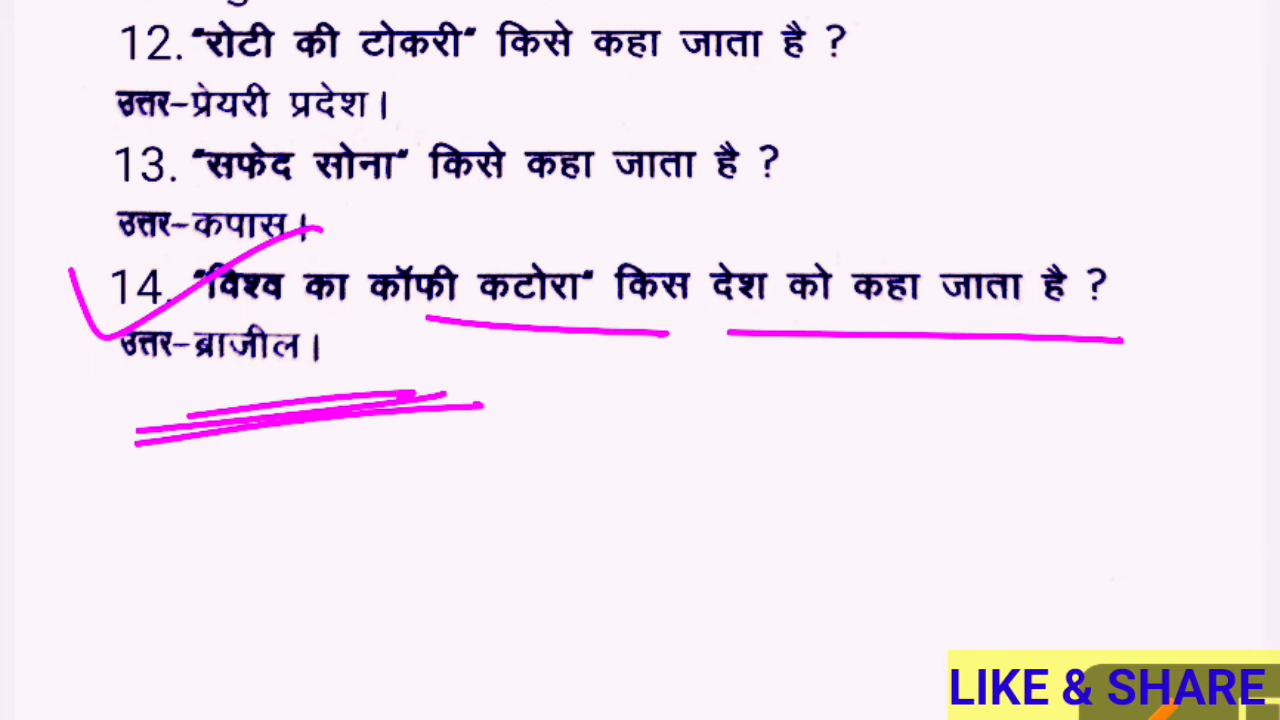 12. "रोटी की टोकरी" किसे कहा जाता है ?
उत्तर-प्रेयरी प्रदेश।
13. "सफेद सोना" किसे कहा जाता है ?
उत्तर-कपास।
14. "विश्व का कॉफी कटोरा" किस देश को कहा जाता है ?
उत्तर-ब्राजील।
LIKE & SHARE